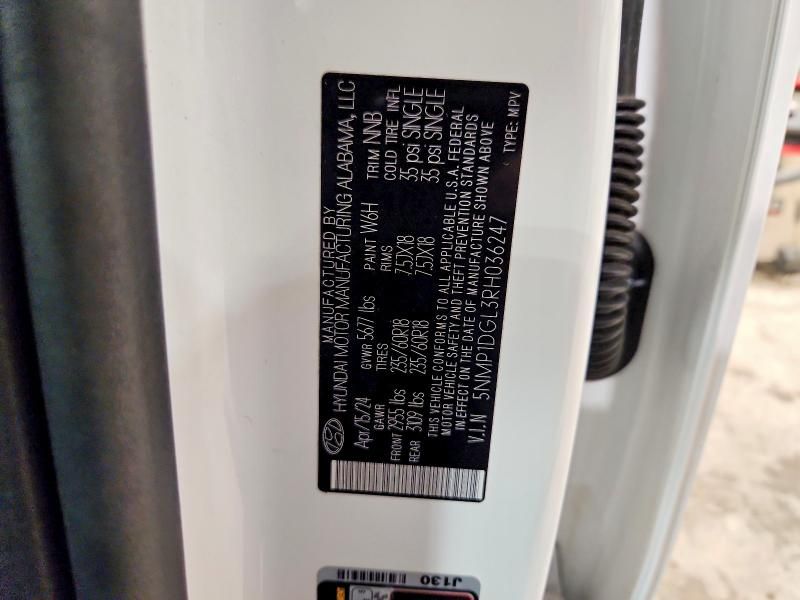 MANUFACTURED BY
HYUNDAI MOTOR MANUFACTURING ALABAMA, LLC
Apr/15/24 GVWR 5677 lbs PAINT W6H TRIM NNB
GAWR TIRES RIMS COLD TIRE INFL
FRONT 2955 lbs 235/60R18 7.5JX18 35 psi SINGLE
REAR 3109 lbs 235/60R18 7.5JX18 35 psi SINGLE
THIS VEHICLE CONFORMS TO ALL APPLICABLE U.S.A. FEDERAL
MOTOR VEHICLE SAFETY AND THEFT PREVENTION STANDARDS
IN EFFECT ON THE DATE OF MANUFACTURE SHOWN ABOVE
V.I.N 5NMP1DGL3RH036247 TYPE: MPV
J130